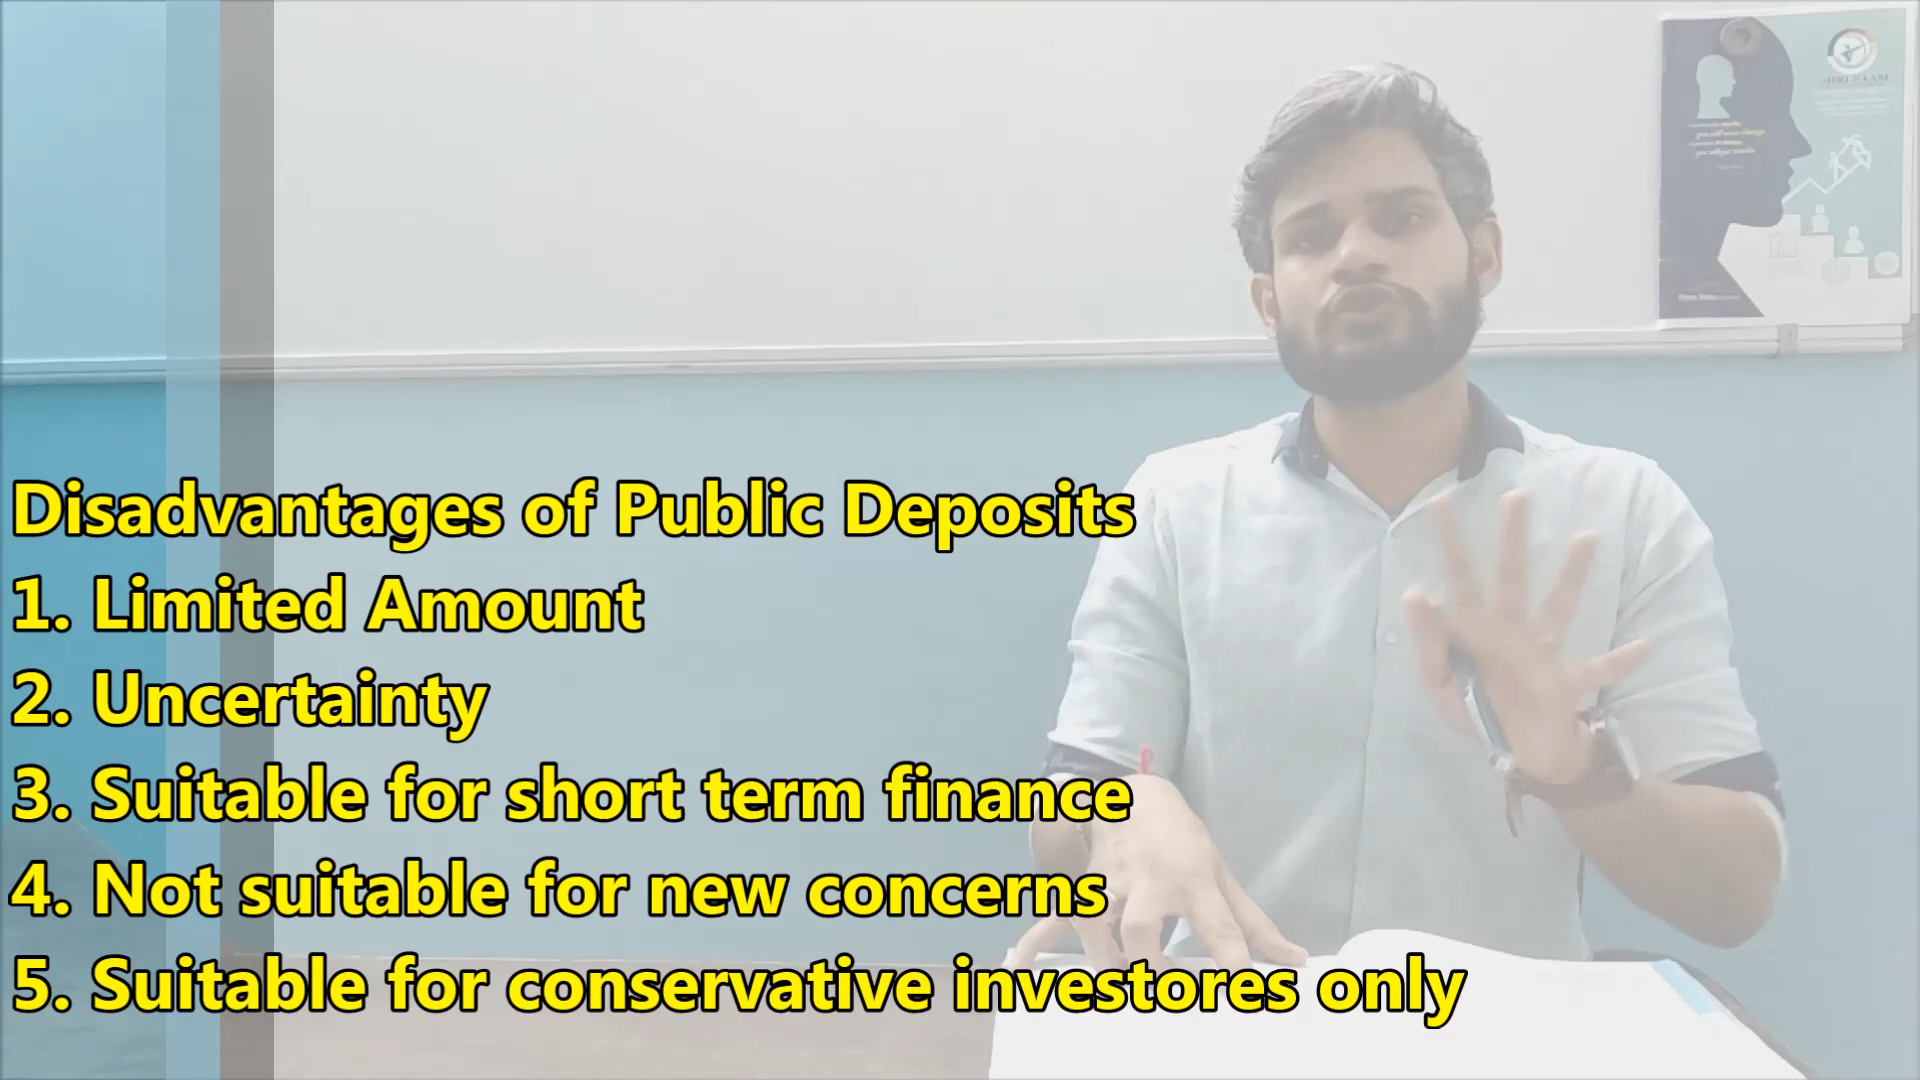 Disadvantages of Public Deposits
1. Limited Amount
2. Uncertainty
3. Suitable for short term finance
4. Not suitable for new concerns
5. Suitable for conservative investores only